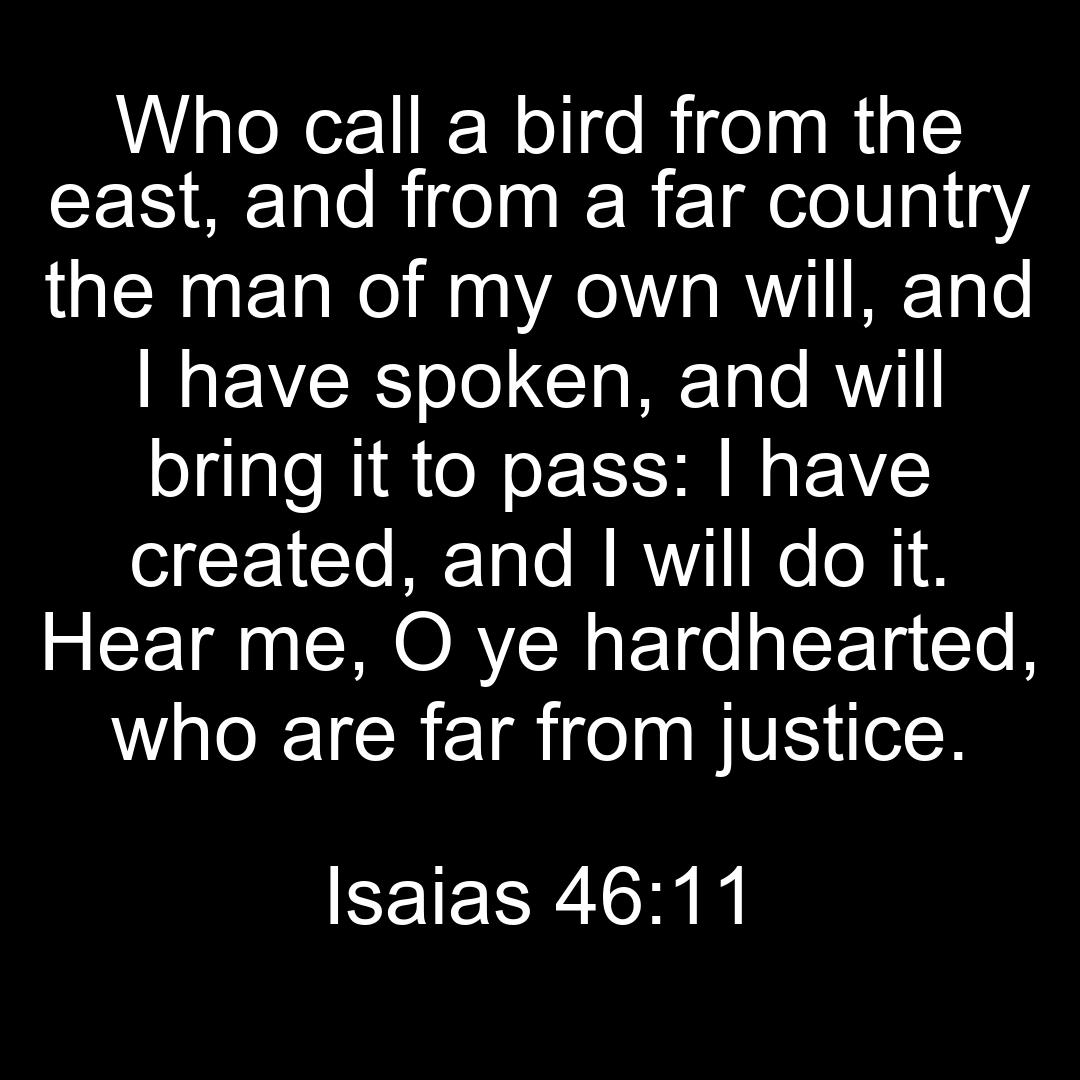 Who call a bird from the
east, and from a far country
the man of my own will, and
I have spoken, and will
bring it to pass: I have
created, and I will do it.
Hear me, O ye hardhearted,
who are far from justice.
Isaias 46:11